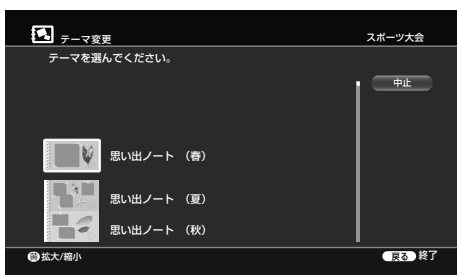 テーマ変更
スポーツ大会
テーマを選んでください。
中止
思い出ノート （春）
思い出ノート （夏）
思い出ノート （秋）
黄 拡大/縮小
戻る 終了